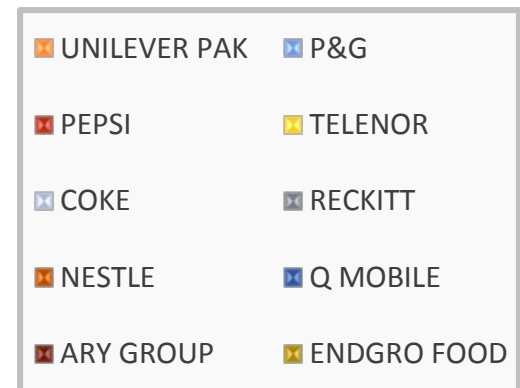 UNILEVER PAK P&G
PEPSI TELENOR
COKE RECKITT
NESTLE Q MOBILE
ARY GROUP ENDGRO FOOD